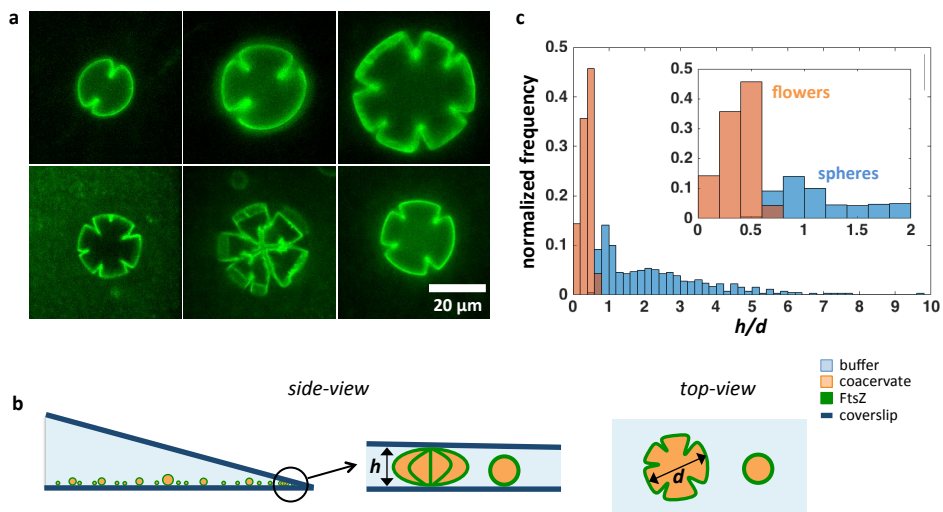 a
20 µm
c
normalized frequency
0.5
0.4
0.3
0.2
0.1
0
0 1 2 3 4 5 6 7 8 9 10
h/d
0.5
0.4
0.3
0.2
0.1
0
0 0.5 1 1.5 2
flowers
spheres
b
side-view
h
top-view
d
buffer
coacervate
FtsZ
coverslip